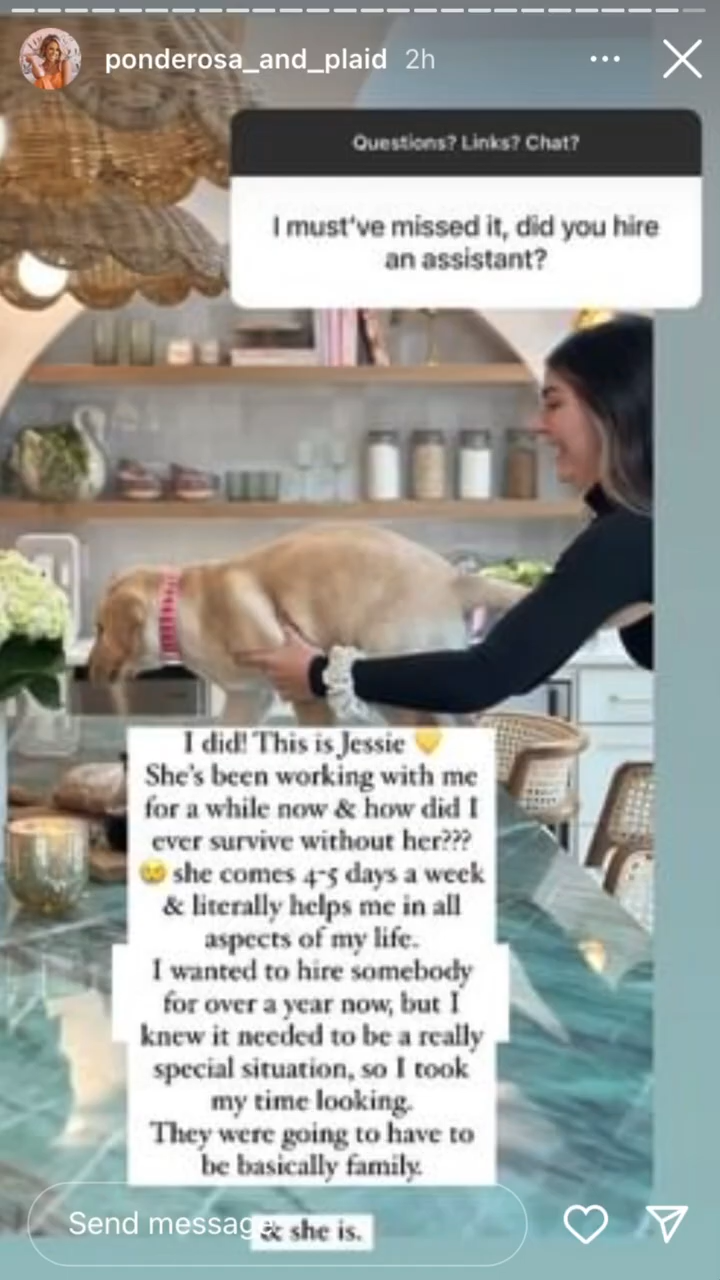 ponderosa_and_plaid 2h
Questions? Links? Chat?
I must've missed it, did you hire
an assistant?
I did! This is Jessie 💛
She's been working with me
for a while now & how did I
ever survive without her???
🥹 she comes 4-5 days a week
& literally helps me in all
aspects of my life.
I wanted to hire somebody
for over a year now, but I
knew it needed to be a really
special situation, so I took
my time looking.
They were going to have to
be basically family.
Send message
& she is.